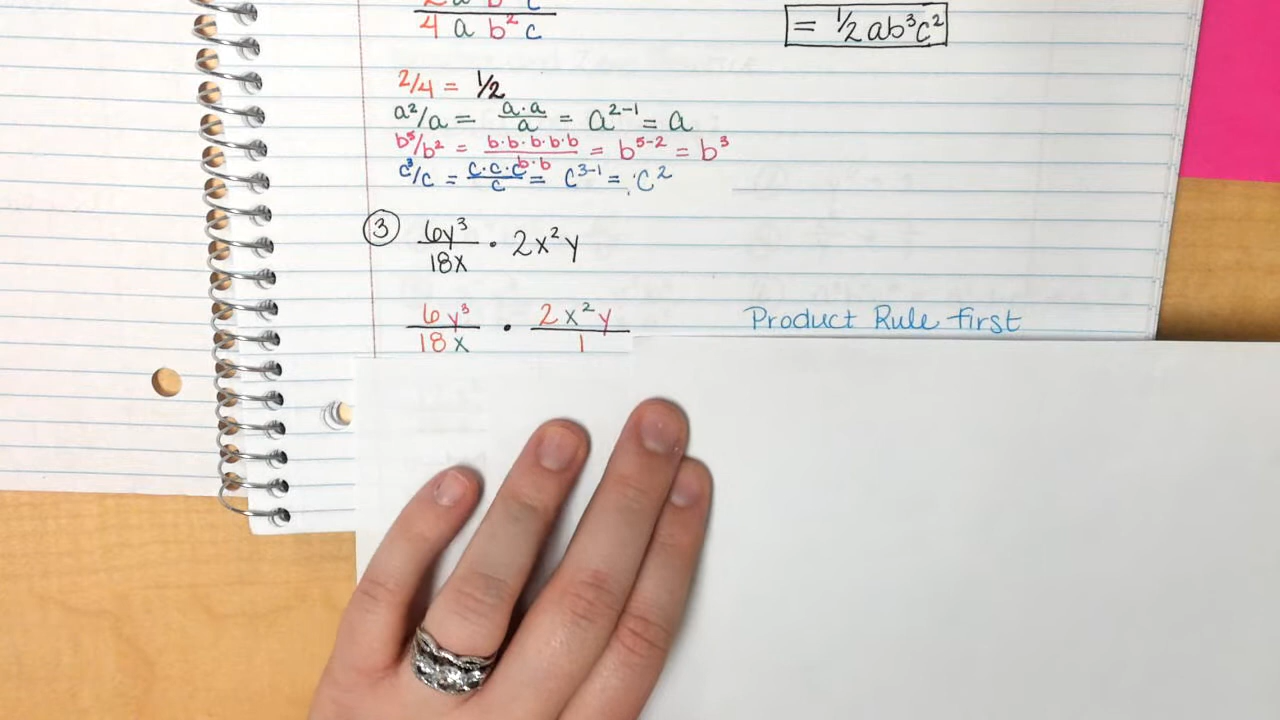 2a b c
4 a b² c
= ½ab³c²
2/4 = ½
a²/a = a·a/a = a²⁻¹ = a
b⁵/b² = b·b·b·b·b/b·b = b⁵⁻² = b³
c³/c = c·c·c/c = c³⁻¹ = c²
③ 6y³/18x · 2x²y
6y³/18x · 2x²y/1
Product Rule first